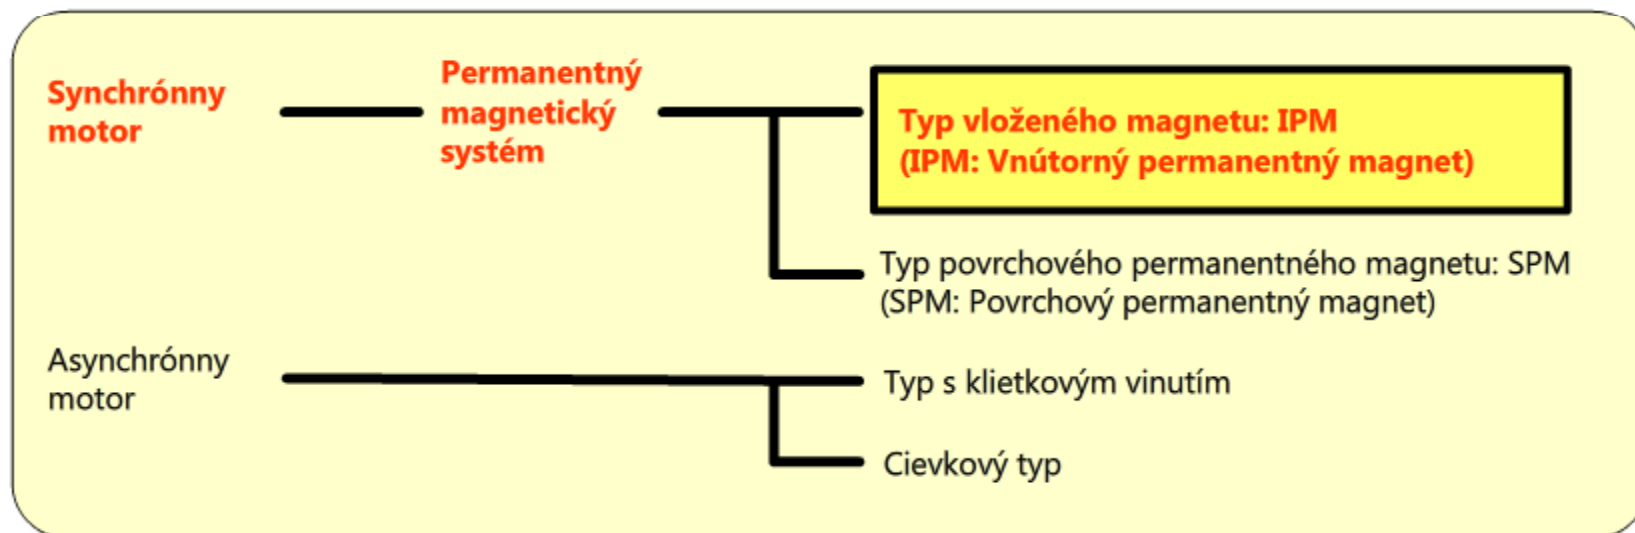 Synchrónny
motor
Permanentný
magnetický
systém
Typ vloženého magnetu: IPM
(IPM: Vnútorný permanentný magnet)
Typ povrchového permanentného magnetu: SPM
(SPM: Povrchový permanentný magnet)
Asynchrónny
motor
Typ s klietkovým vinutím
Cievkový typ